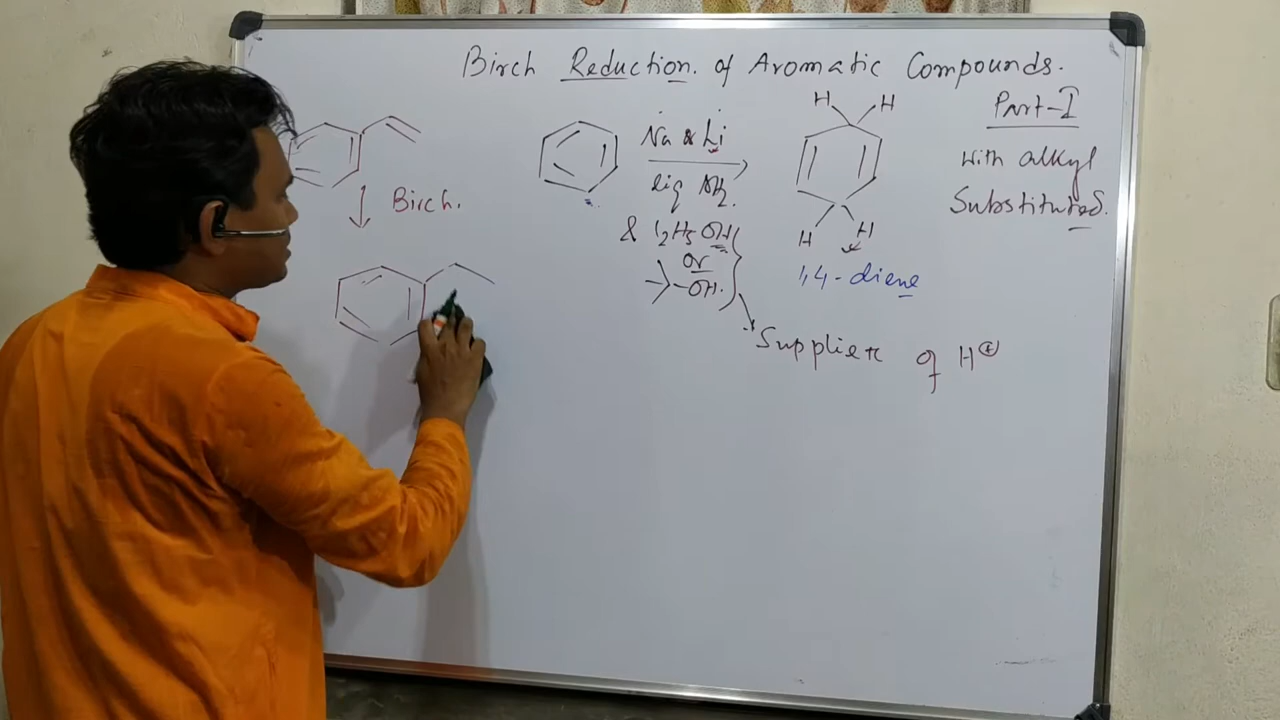 Birch Reduction of Aromatic Compounds.
Part-I
With alkyl
Substituted.
Birch.
Na & Li
liq NH3.
& C2H5OH
or
-OH.
H H
H H
1,4-diene
Supplier of H⊕